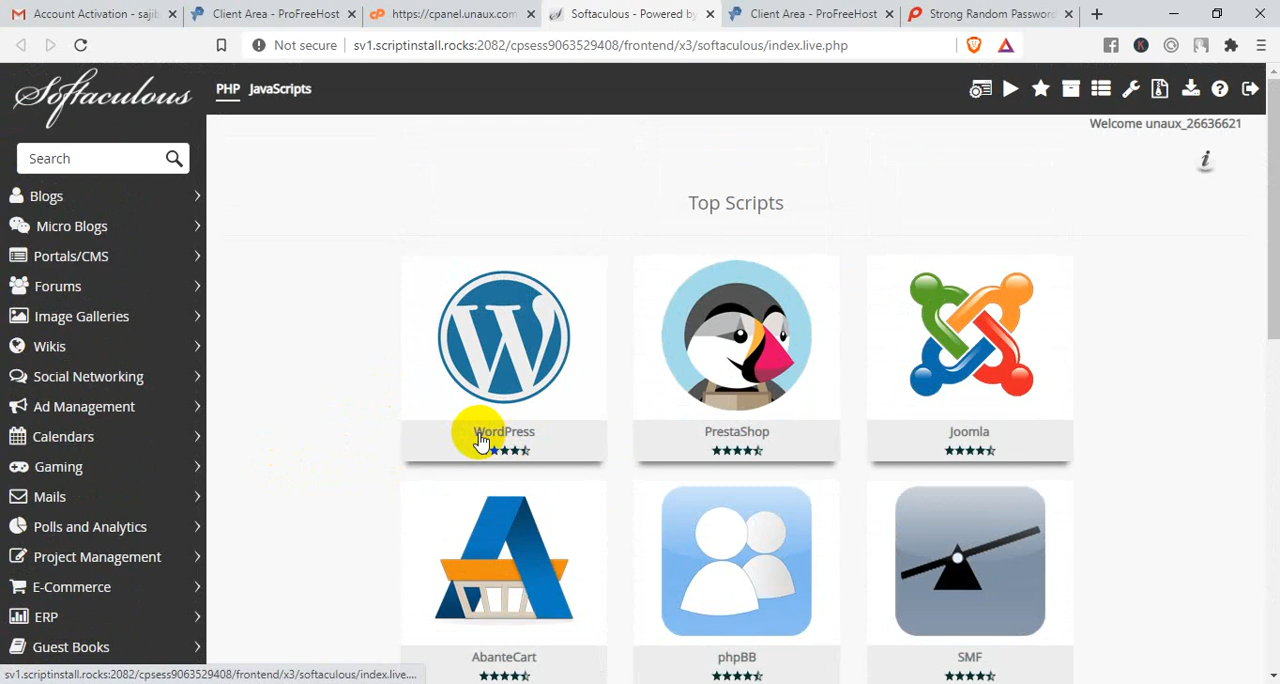 Account Activation - sajib
Client Area - ProFreeHost
https://cpanel.unaux.com
Softaculous - Powered by
Client Area - ProFreeHost
Strong Random Password
Not secure
sv1.scriptinstall.rocks:2082/cpsess9063529408/frontend/x3/softaculous/index.live.php
Softaculous
PHP
JavaScripts
Welcome unaux_26636621
Search
Blogs
Micro Blogs
Portals/CMS
Forums
Image Galleries
Wikis
Social Networking
Ad Management
Calendars
Gaming
Mails
Polls and Analytics
Project Management
E-Commerce
ERP
Guest Books
Top Scripts
WordPress
PrestaShop
Joomla
AbanteCart
phpBB
SMF
sv1.scriptinstall.rocks:2082/cpsess9063529408/frontend/x3/softaculous/index.live....